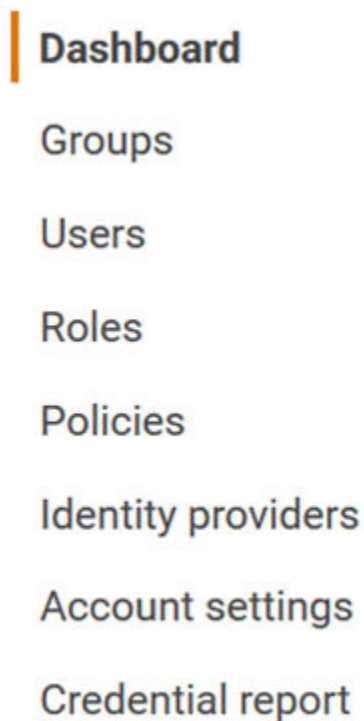 Dashboard
Groups
Users
Roles
Policies
Identity providers
Account settings
Credential report